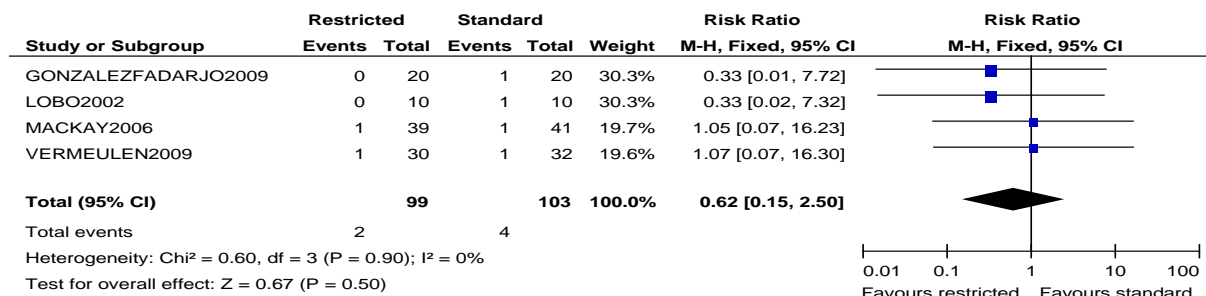 Restricted Standard Risk Ratio Risk Ratio
Study or Subgroup Events Total Events Total Weight M-H, Fixed, 95% CI M-H, Fixed, 95% CI
GONZALEZFADARJO2009 0 20 1 20 30.3% 0.33 [0.01, 7.72]
LOBO2002 0 10 1 10 30.3% 0.33 [0.02, 7.32]
MACKAY2006 1 39 1 41 19.7% 1.05 [0.07, 16.23]
VERMEULEN2009 1 30 1 32 19.6% 1.07 [0.07, 16.30]
Total (95% CI) 99 103 100.0% 0.62 [0.15, 2.50]
Total events 2 4
Heterogeneity: Chi² = 0.60, df = 3 (P = 0.90); I² = 0%
Test for overall effect: Z = 0.67 (P = 0.50)
0.01 0.1 1 10 100
Favours restricted Favours standard